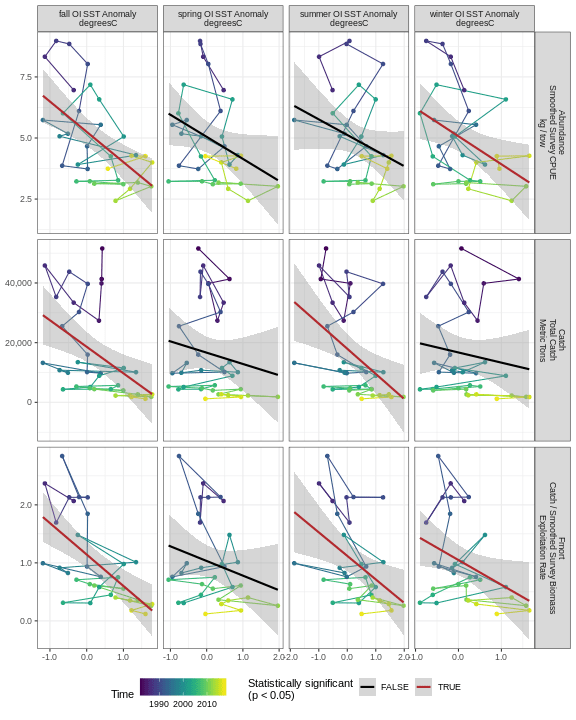 fall OI SST Anomaly
degreesC
spring OI SST Anomaly
degreesC
summer OI SST Anomaly
degreesC
winter OI SST Anomaly
degreesC
7.5
5.0
2.5
Abundance
Smoothed Survey CPUE
kg / tow
40,000
20,000
0
Catch
Total Catch
Metric Tons
2.0
1.0
0.0
Fmort
Catch / Smoothed Survey Biomass
Exploitation Rate
-1.0 0.0 1.0
-1.0 0.0 1.0 2.0
-1.0 0.0 1.0 2.0
-1.0 0.0
Time
1990 2000 2010
Statistically significant
(p < 0.05)
FALSE
TRUE